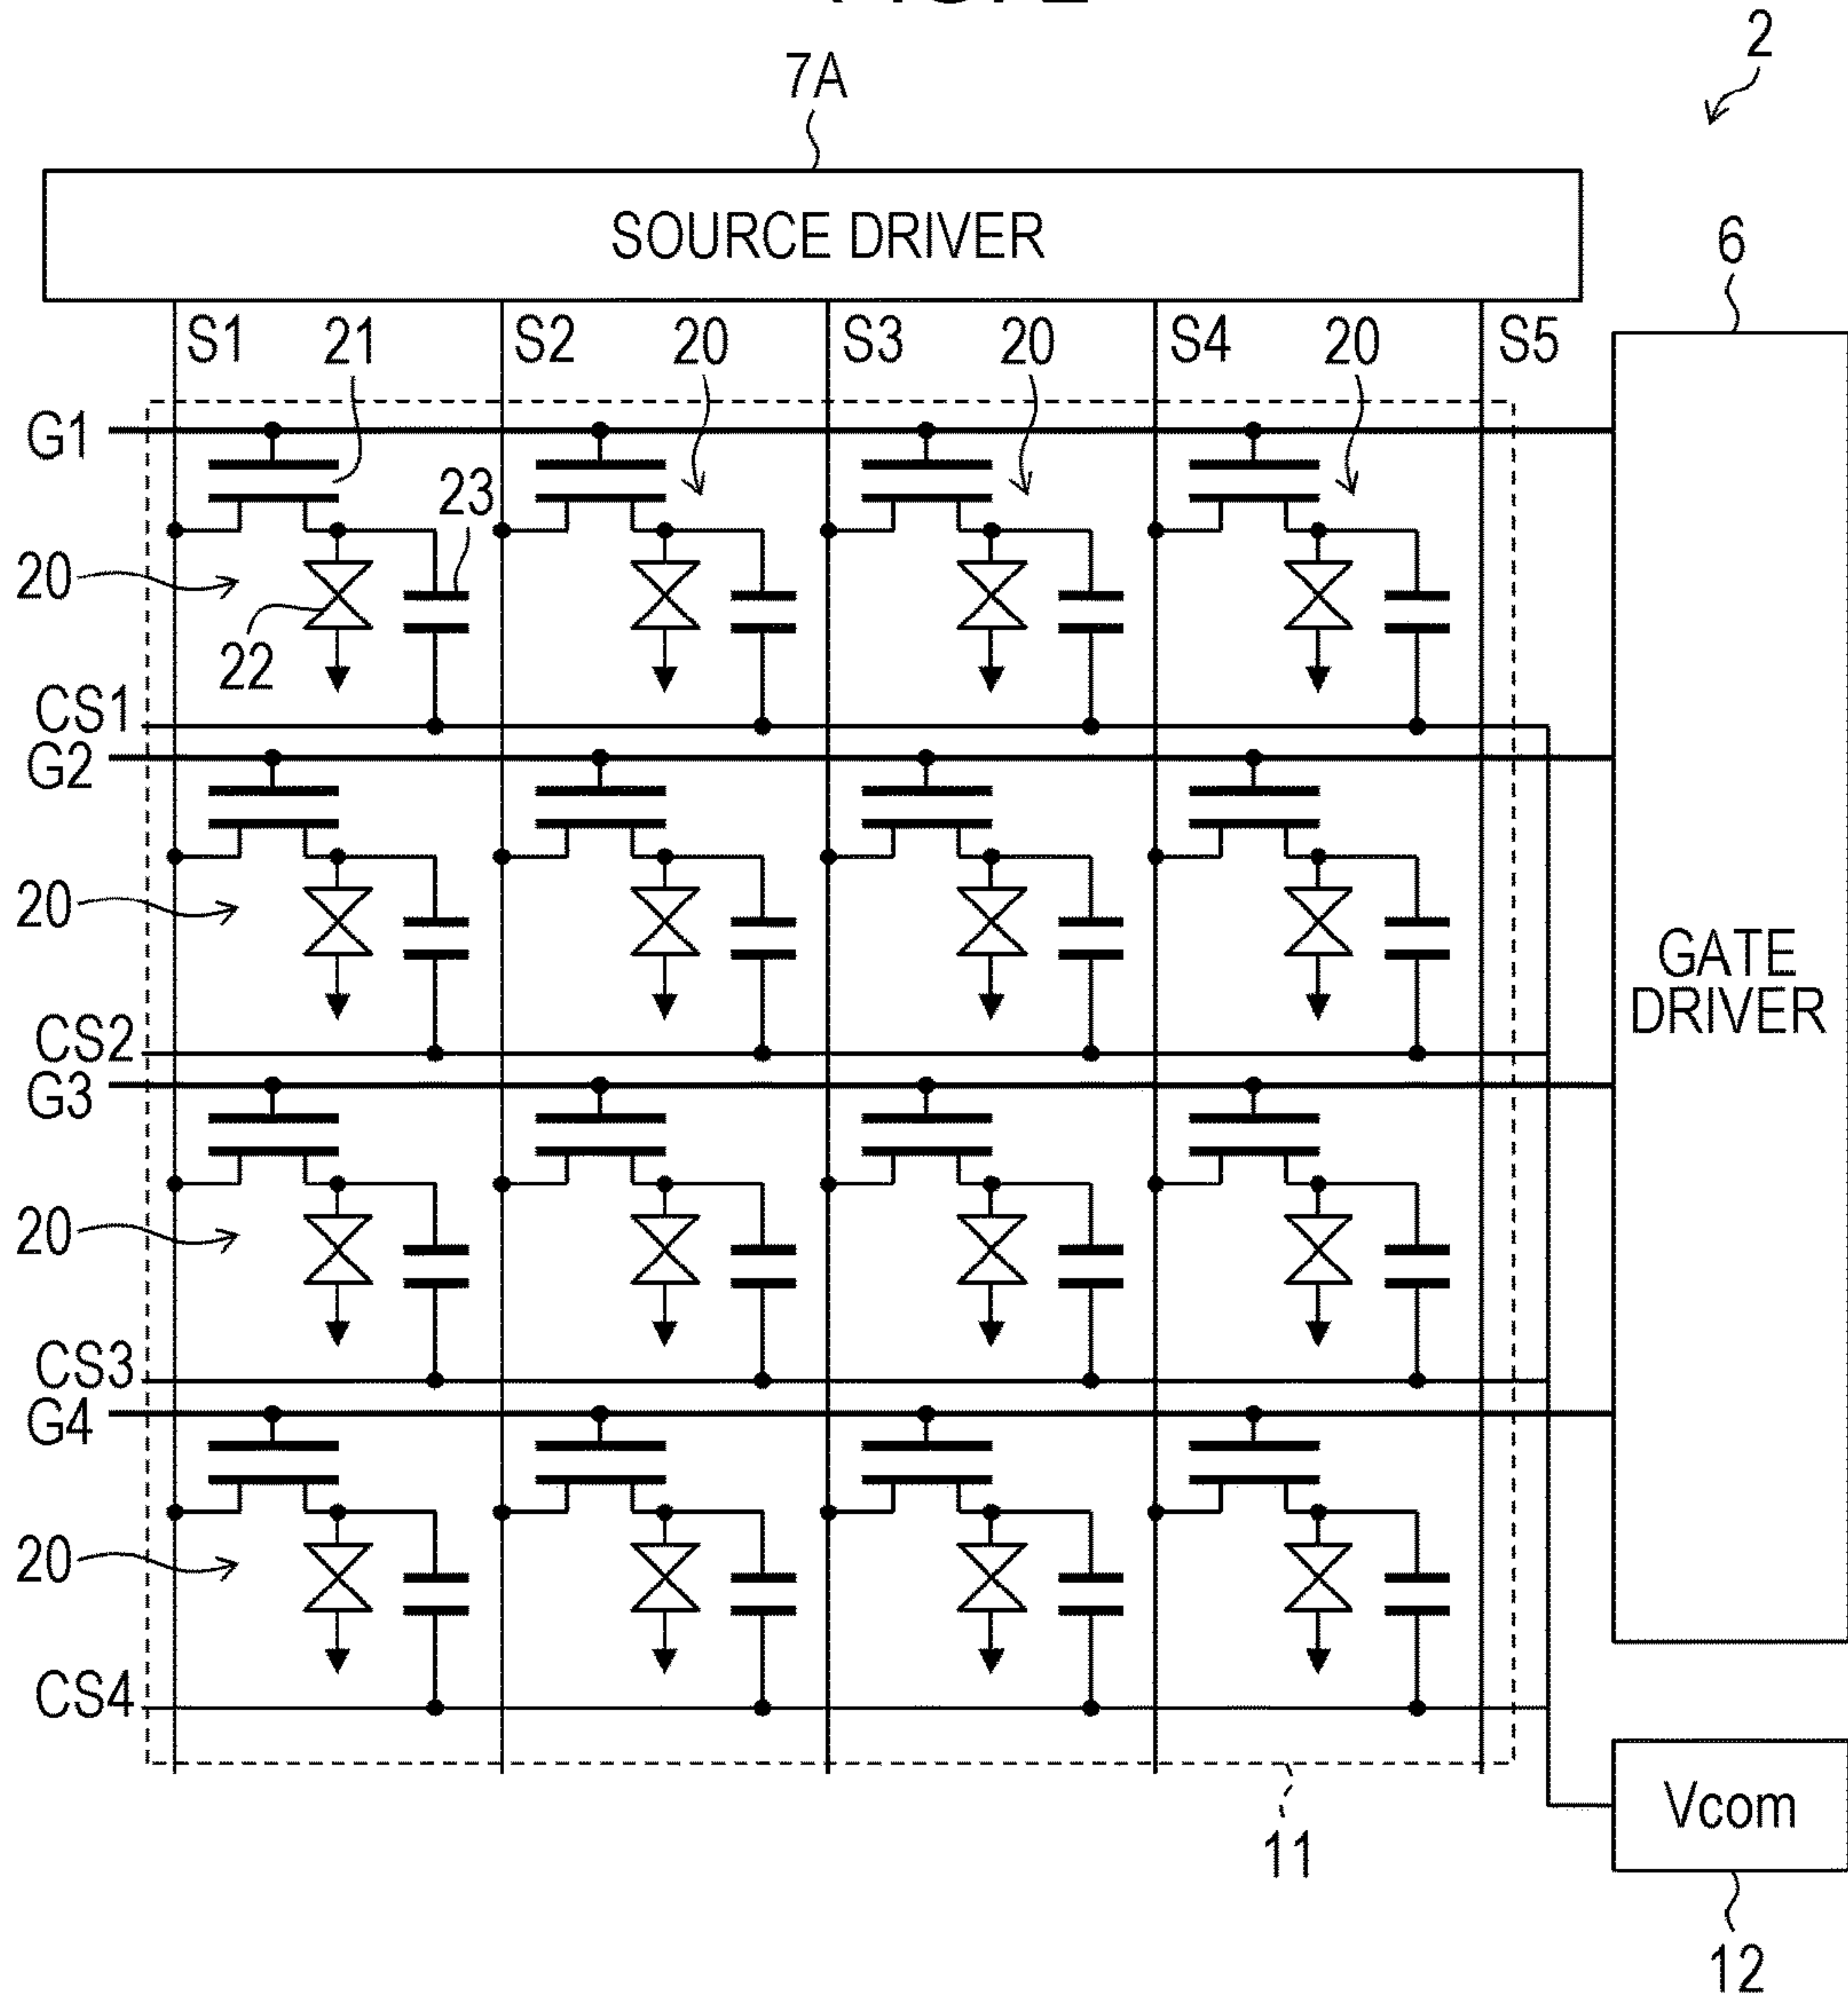 2
7A
SOURCE DRIVER
6
S1 21 S2 20 S3 20 S4 20 S5
G1
23
20
22
CS1
G2
20
GATE
DRIVER
CS2
G3
20
CS3
G4
20
CS4
Vcom
11
12